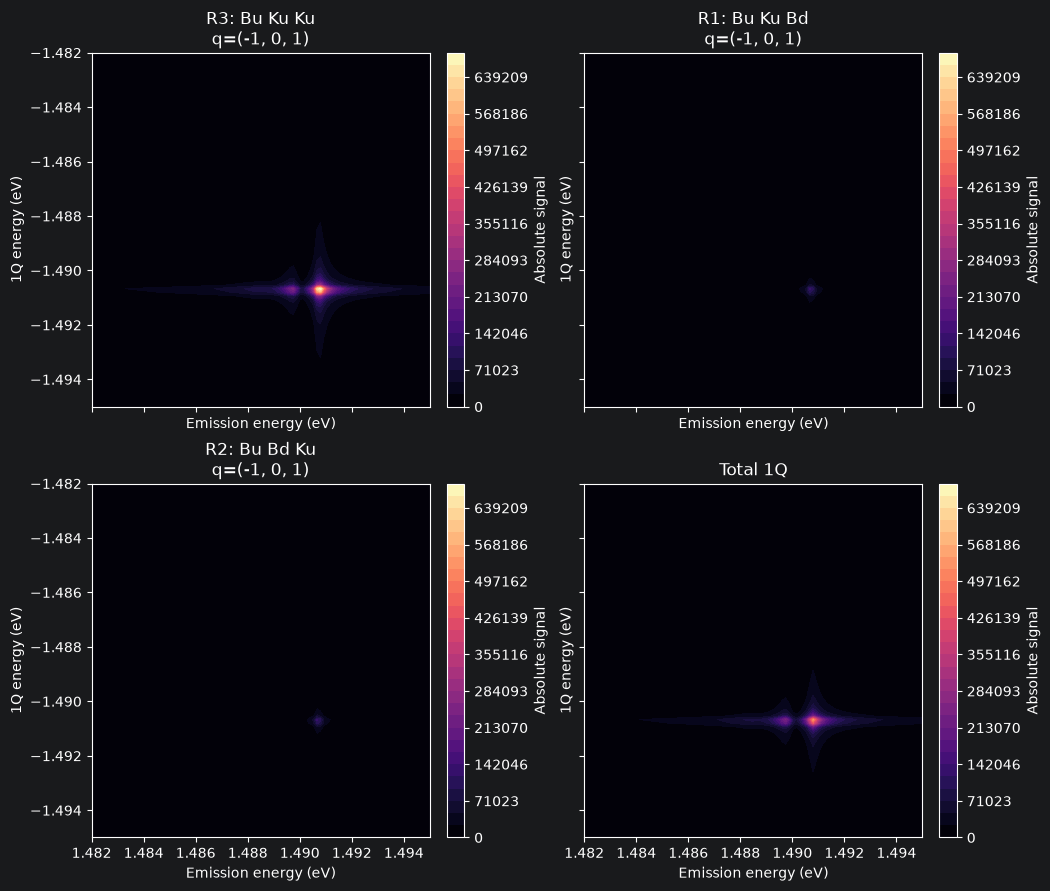 R3: Bu Ku Ku
q=(-1, 0, 1)
−1.482
−1.484
−1.486
−1.488
−1.490
−1.492
−1.494
1Q energy (eV)
Emission energy (eV)
639209
568186
497162
426139
355116
284093
213070
142046
71023
0
Absolute signal
R1: Bu Ku Bd
q=(-1, 0, 1)
1Q energy (eV)
Emission energy (eV)
639209
568186
497162
426139
355116
284093
213070
142046
71023
0
Absolute signal
R2: Bu Bd Ku
q=(-1, 0, 1)
−1.482
−1.484
−1.486
−1.488
−1.490
−1.492
−1.494
1Q energy (eV)
1.482 1.484 1.486 1.488 1.490 1.492 1.494
Emission energy (eV)
639209
568186
497162
426139
355116
284093
213070
142046
71023
0
Absolute signal
Total 1Q
1Q energy (eV)
1.482 1.484 1.486 1.488 1.490 1.492 1.494
Emission energy (eV)
639209
568186
497162
426139
355116
284093
213070
142046
71023
0
Absolute signal